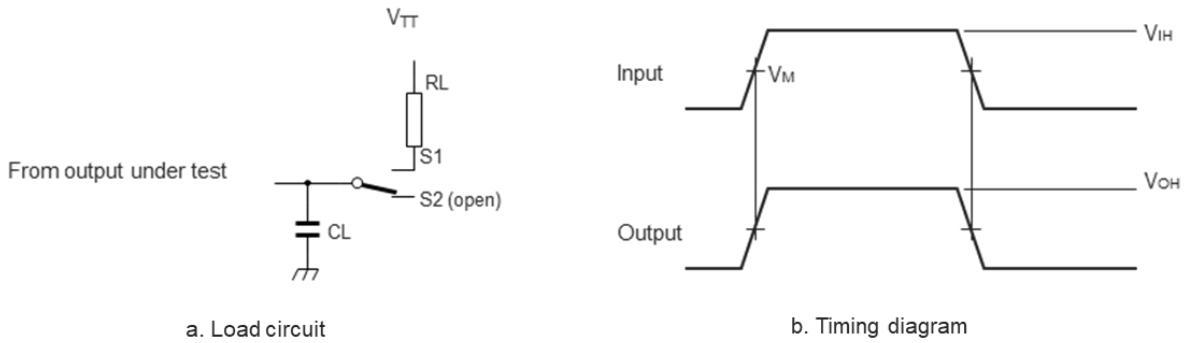 VTT
RL
S1
From output under test
S2 (open)
CL
a. Load circuit
Input
VM
VIH
VOH
Output
b. Timing diagram